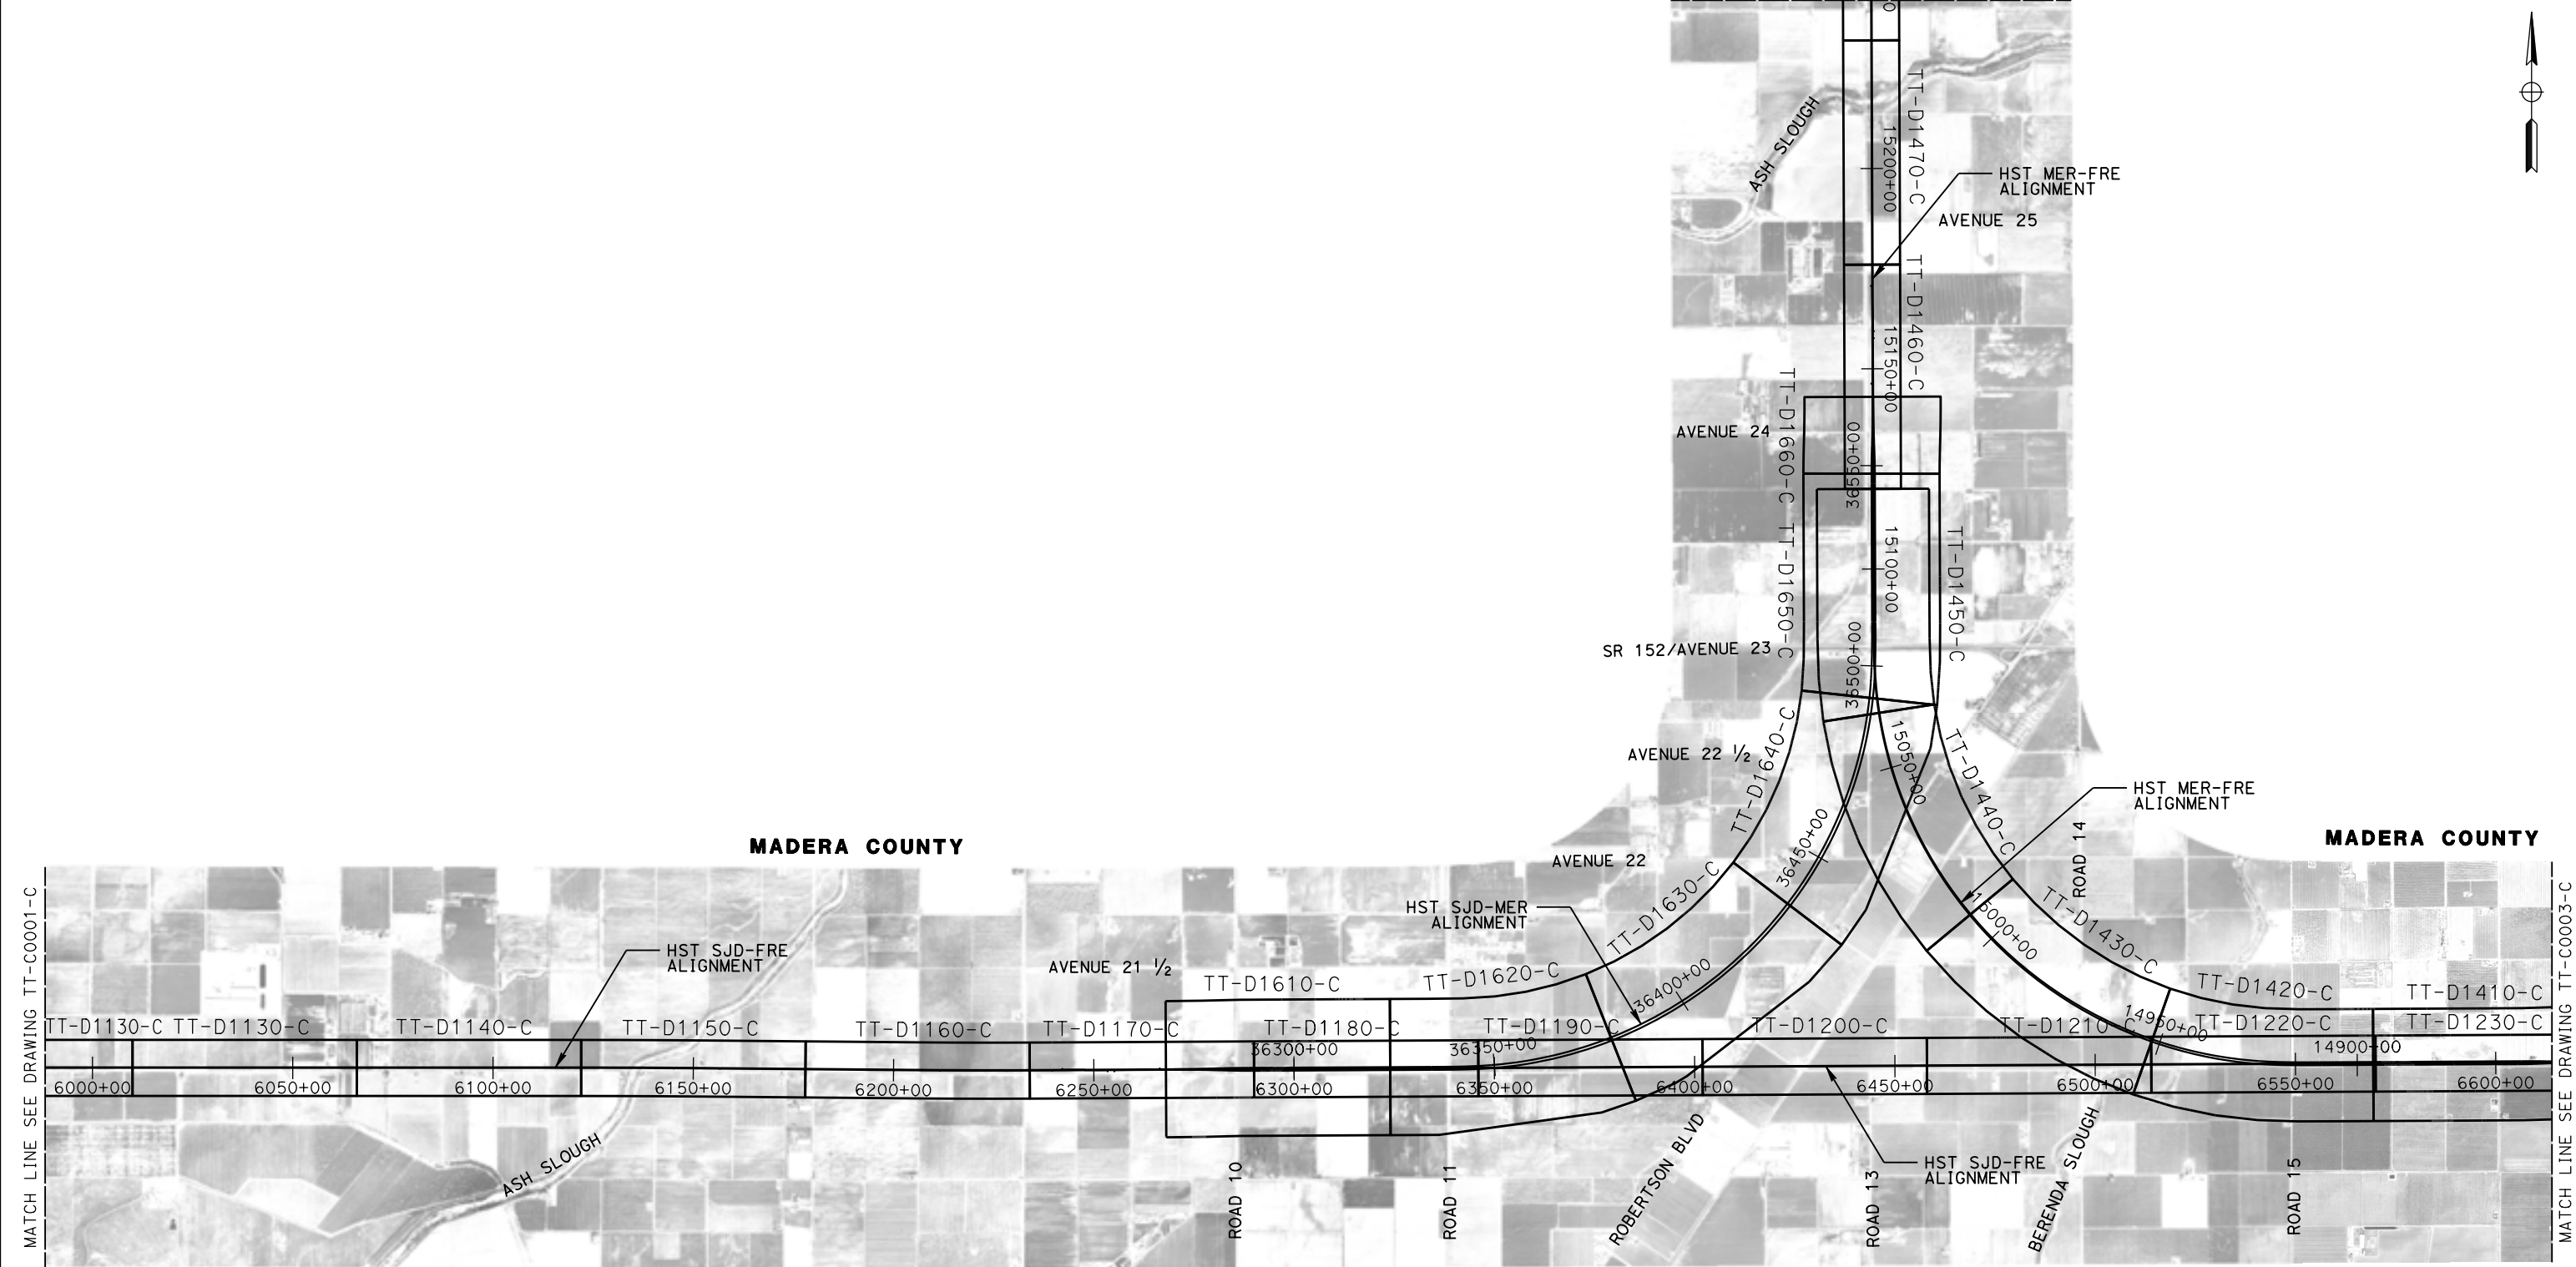 ASH SLOUGH
TT-D1470-C
15200+00
HST MER-FRE
ALIGNMENT
AVENUE 25
TT-D1460-C
15150+00
TT-D1660-C
AVENUE 24
36550+00
TT-D1650-C
15100+00
TT-D1450-C
SR 152/AVENUE 23
36500+00
TT-D1640-C
AVENUE 22 ½
15050+00
TT-D1440-C
HST MER-FRE
ALIGNMENT
ROAD 14
MADERA COUNTY
MADERA COUNTY
AVENUE 22
36450+00
TT-D1630-C
HST SJD-MER
ALIGNMENT
15000+00
TT-D1430-C
HST SJD-FRE
ALIGNMENT
AVENUE 21 ½
TT-D1610-C
TT-D1620-C
36400+00
TT-D1420-C
TT-D1410-C
MATCH LINE SEE DRAWING TT-C0001-C
TT-D1130-C
TT-D1130-C
TT-D1140-C
TT-D1150-C
TT-D1160-C
TT-D1170-C
TT-D1180-C
TT-D1190-C
TT-D1200-C
TT-D1210-C
14950+00
TT-D1220-C
TT-D1230-C
36300+00
36350+00
14900+00
6000+00
6050+00
6100+00
6150+00
6200+00
6250+00
6300+00
6350+00
6400+00
6450+00
6500+00
6550+00
6600+00
ASH SLOUGH
ROAD 10
ROAD 11
ROBERTSON BLVD
ROAD 13
HST SJD-FRE
ALIGNMENT
BERENDA SLOUGH
ROAD 15
MATCH LINE SEE DRAWING TT-C0003-C